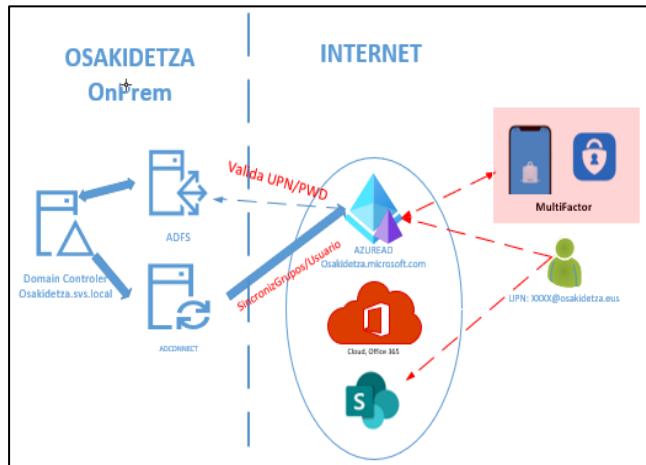 OSAKIDETZA
OnPrem
INTERNET
Valida UPN/PWD
ADFS
MultiFactor
AZUREAD
Osakidetza.microsoft.com
Domain Controler
Osakidetza.svs.local
SincronizGrupos/Usuario
UPN: XXXX@osakidetza.eus
ADCONNECT
Cloud, Office 365
S